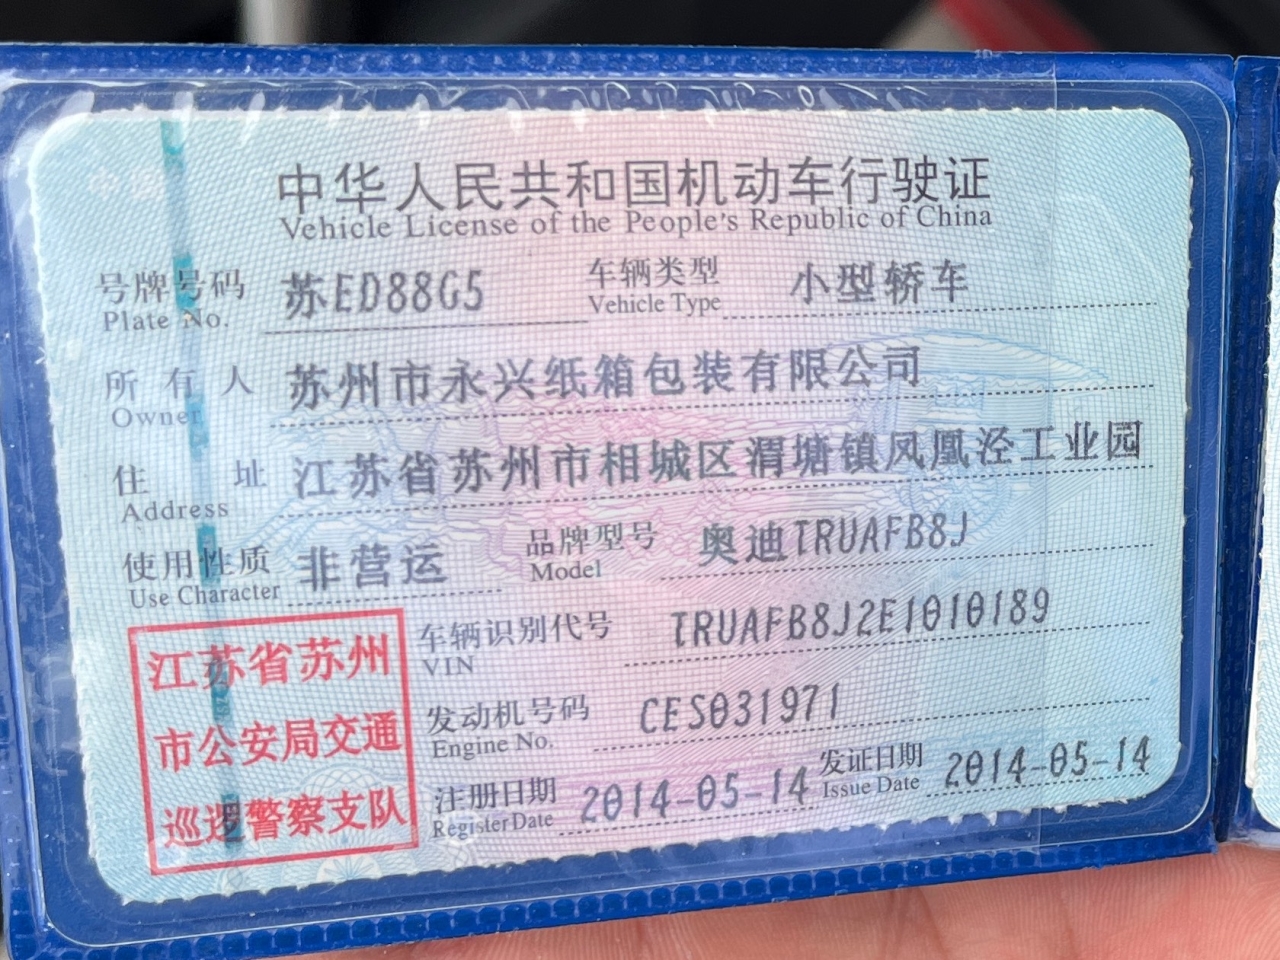 中华人民共和国机动车行驶证
Vehicle License of the People's Republic of China
号牌号码 苏ED88G5 车辆类型 小型轿车
Plate No. Vehicle Type
所有人 苏州市永兴纸箱包装有限公司
Owner
住址 江苏省苏州市相城区渭塘镇凤凰泾工业园
Address
使用性质 非营运 品牌型号 奥迪TRUAFB8J
Use Character Model
车辆识别代号 TRUAFB8J2E1010189
VIN
发动机号码 CES031971
Engine No.
注册日期 2014-05-14 发证日期 2014-05-14
Register Date Issue Date
江苏省苏州
市公安局交通
巡逻警察支队